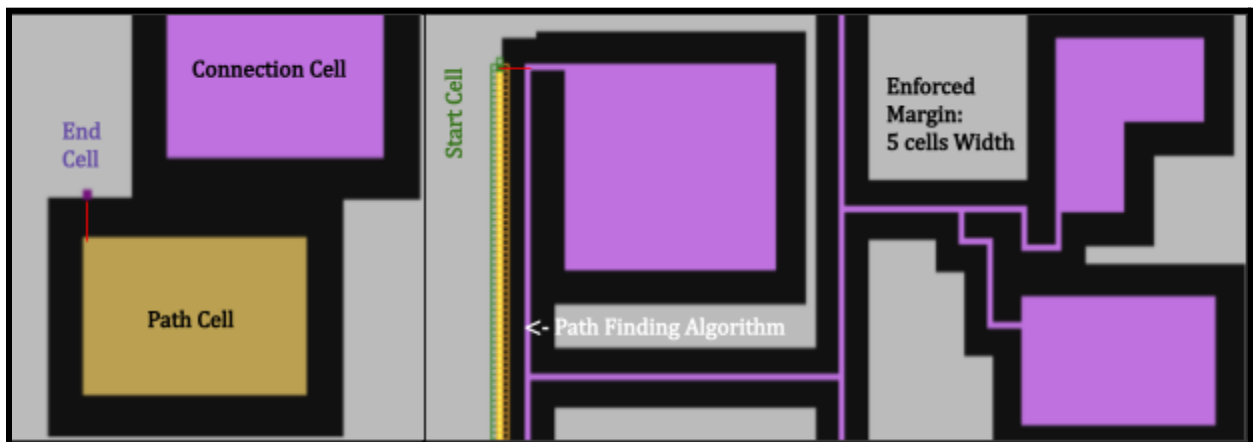 Connection Cell
End
Cell
Path Cell
Start Cell
<- Path Finding Algorithm
Enforced
Margin:
5 cells Width